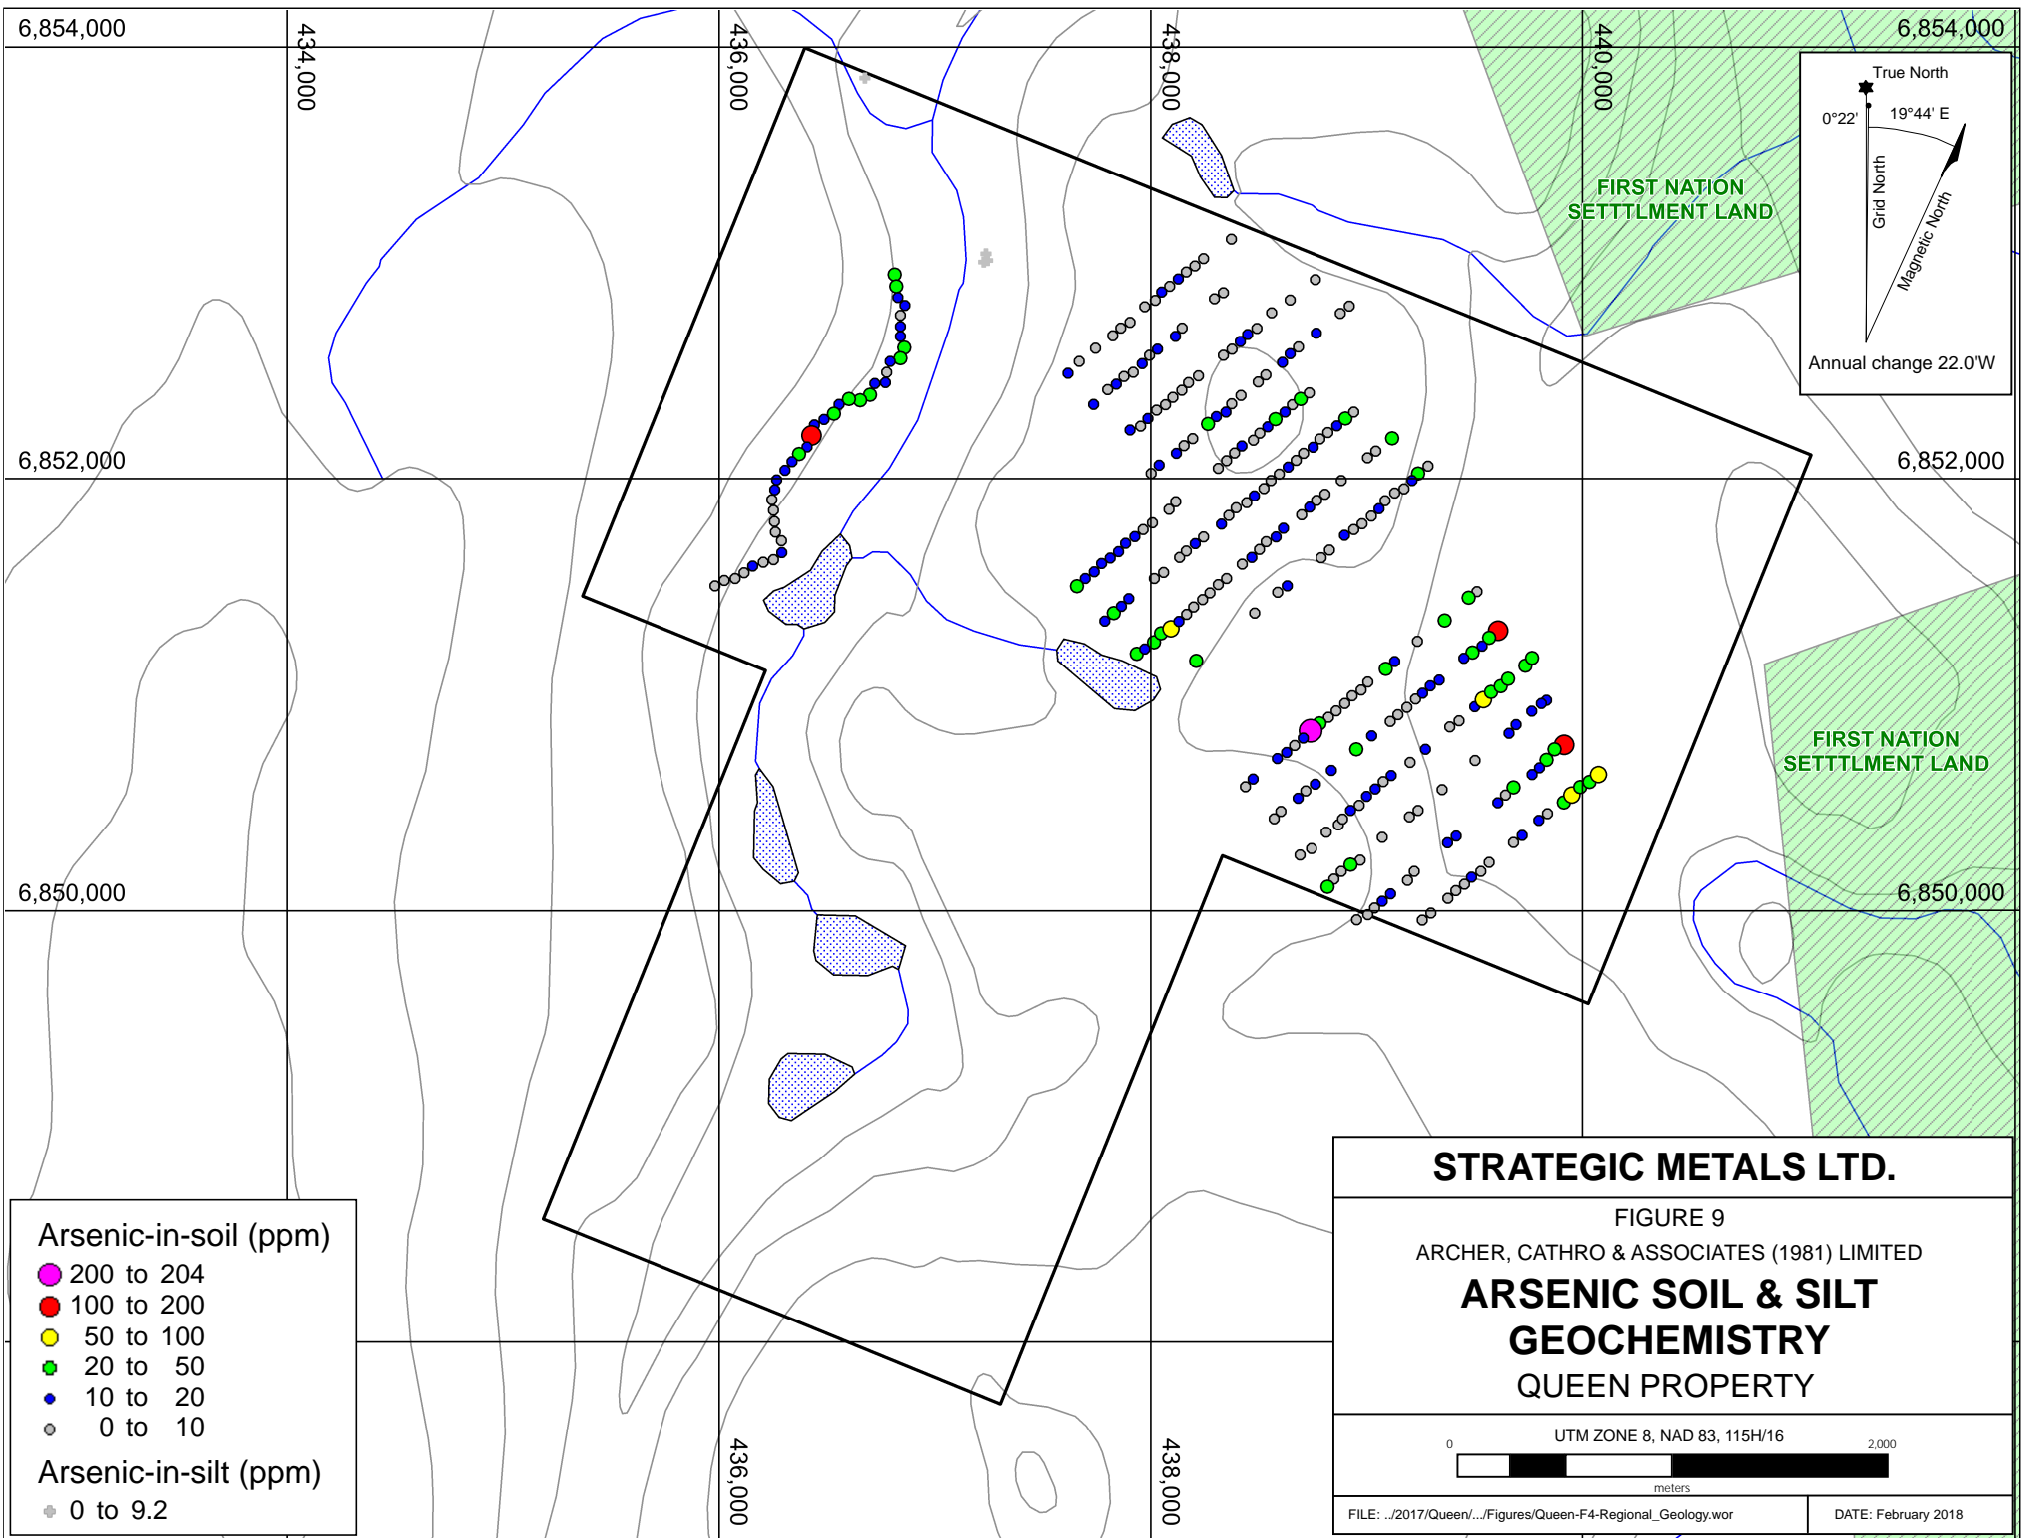 6,854,000
434,000
436,000
438,000
440,000
6,854,000
True North
0°22'
19°44' E
Grid North
Magnetic North
Annual change 22.0'W
FIRST NATION
SETTTLMENT LAND
6,852,000
6,852,000
FIRST NATION
SETTTLMENT LAND
6,850,000
6,850,000
436,000
438,000
Arsenic-in-soil (ppm)
200 to 204
100 to 200
50 to 100
20 to 50
10 to 20
0 to 10
Arsenic-in-silt (ppm)
0 to 9.2
STRATEGIC METALS LTD.
FIGURE 9
ARCHER, CATHRO & ASSOCIATES (1981) LIMITED
ARSENIC SOIL & SILT
GEOCHEMISTRY
QUEEN PROPERTY
UTM ZONE 8, NAD 83, 115H/16
0 2,000
meters
FILE: ../2017/Queen/.../Figures/Queen-F4-Regional_Geology.wor
DATE: February 2018